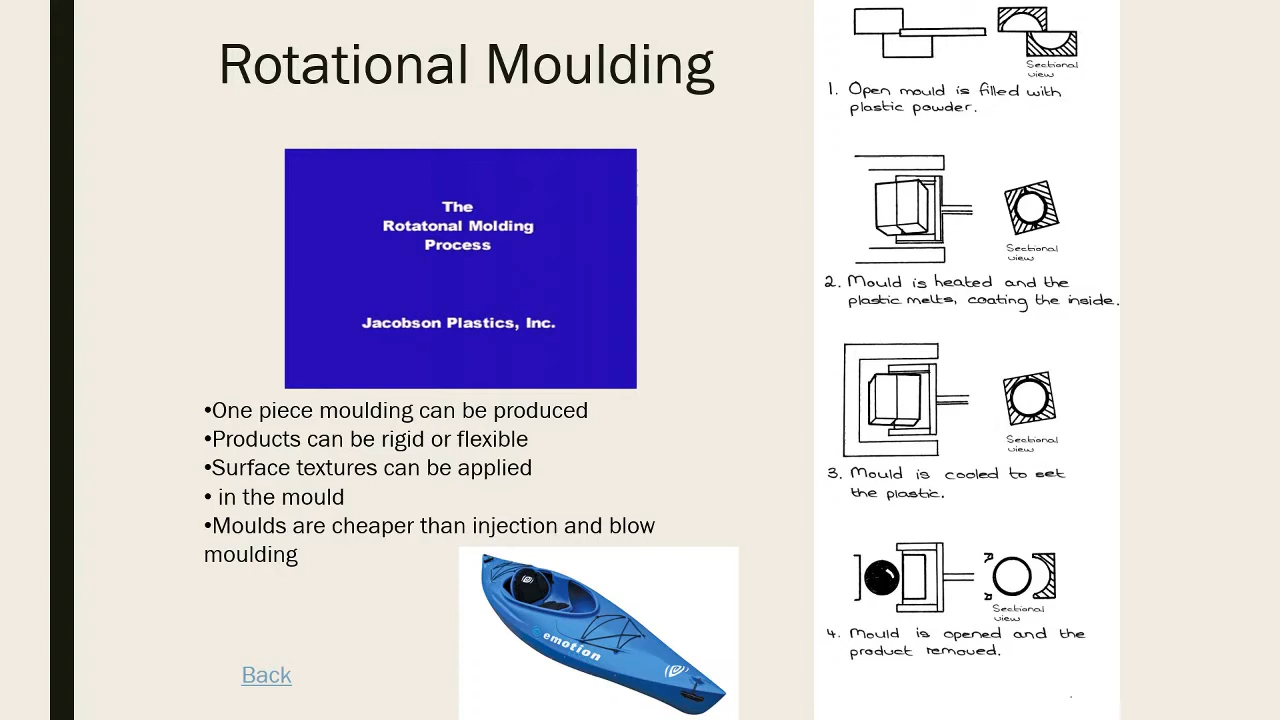 Rotational Moulding
The
Rotatonal Molding
Process
Jacobson Plastics, Inc.
•One piece moulding can be produced
•Products can be rigid or flexible
•Surface textures can be applied
• in the mould
•Moulds are cheaper than injection and blow
moulding
emotion
Back
Sectional
view
1. Open mould is filled with
plastic powder.
Sectional
view
2. Mould is heated and the
plastic melts, coating the inside.
Sectional
view
3. Mould is cooled to set
the plastic.
Sectional
view
4. Mould is opened and the
product removed.